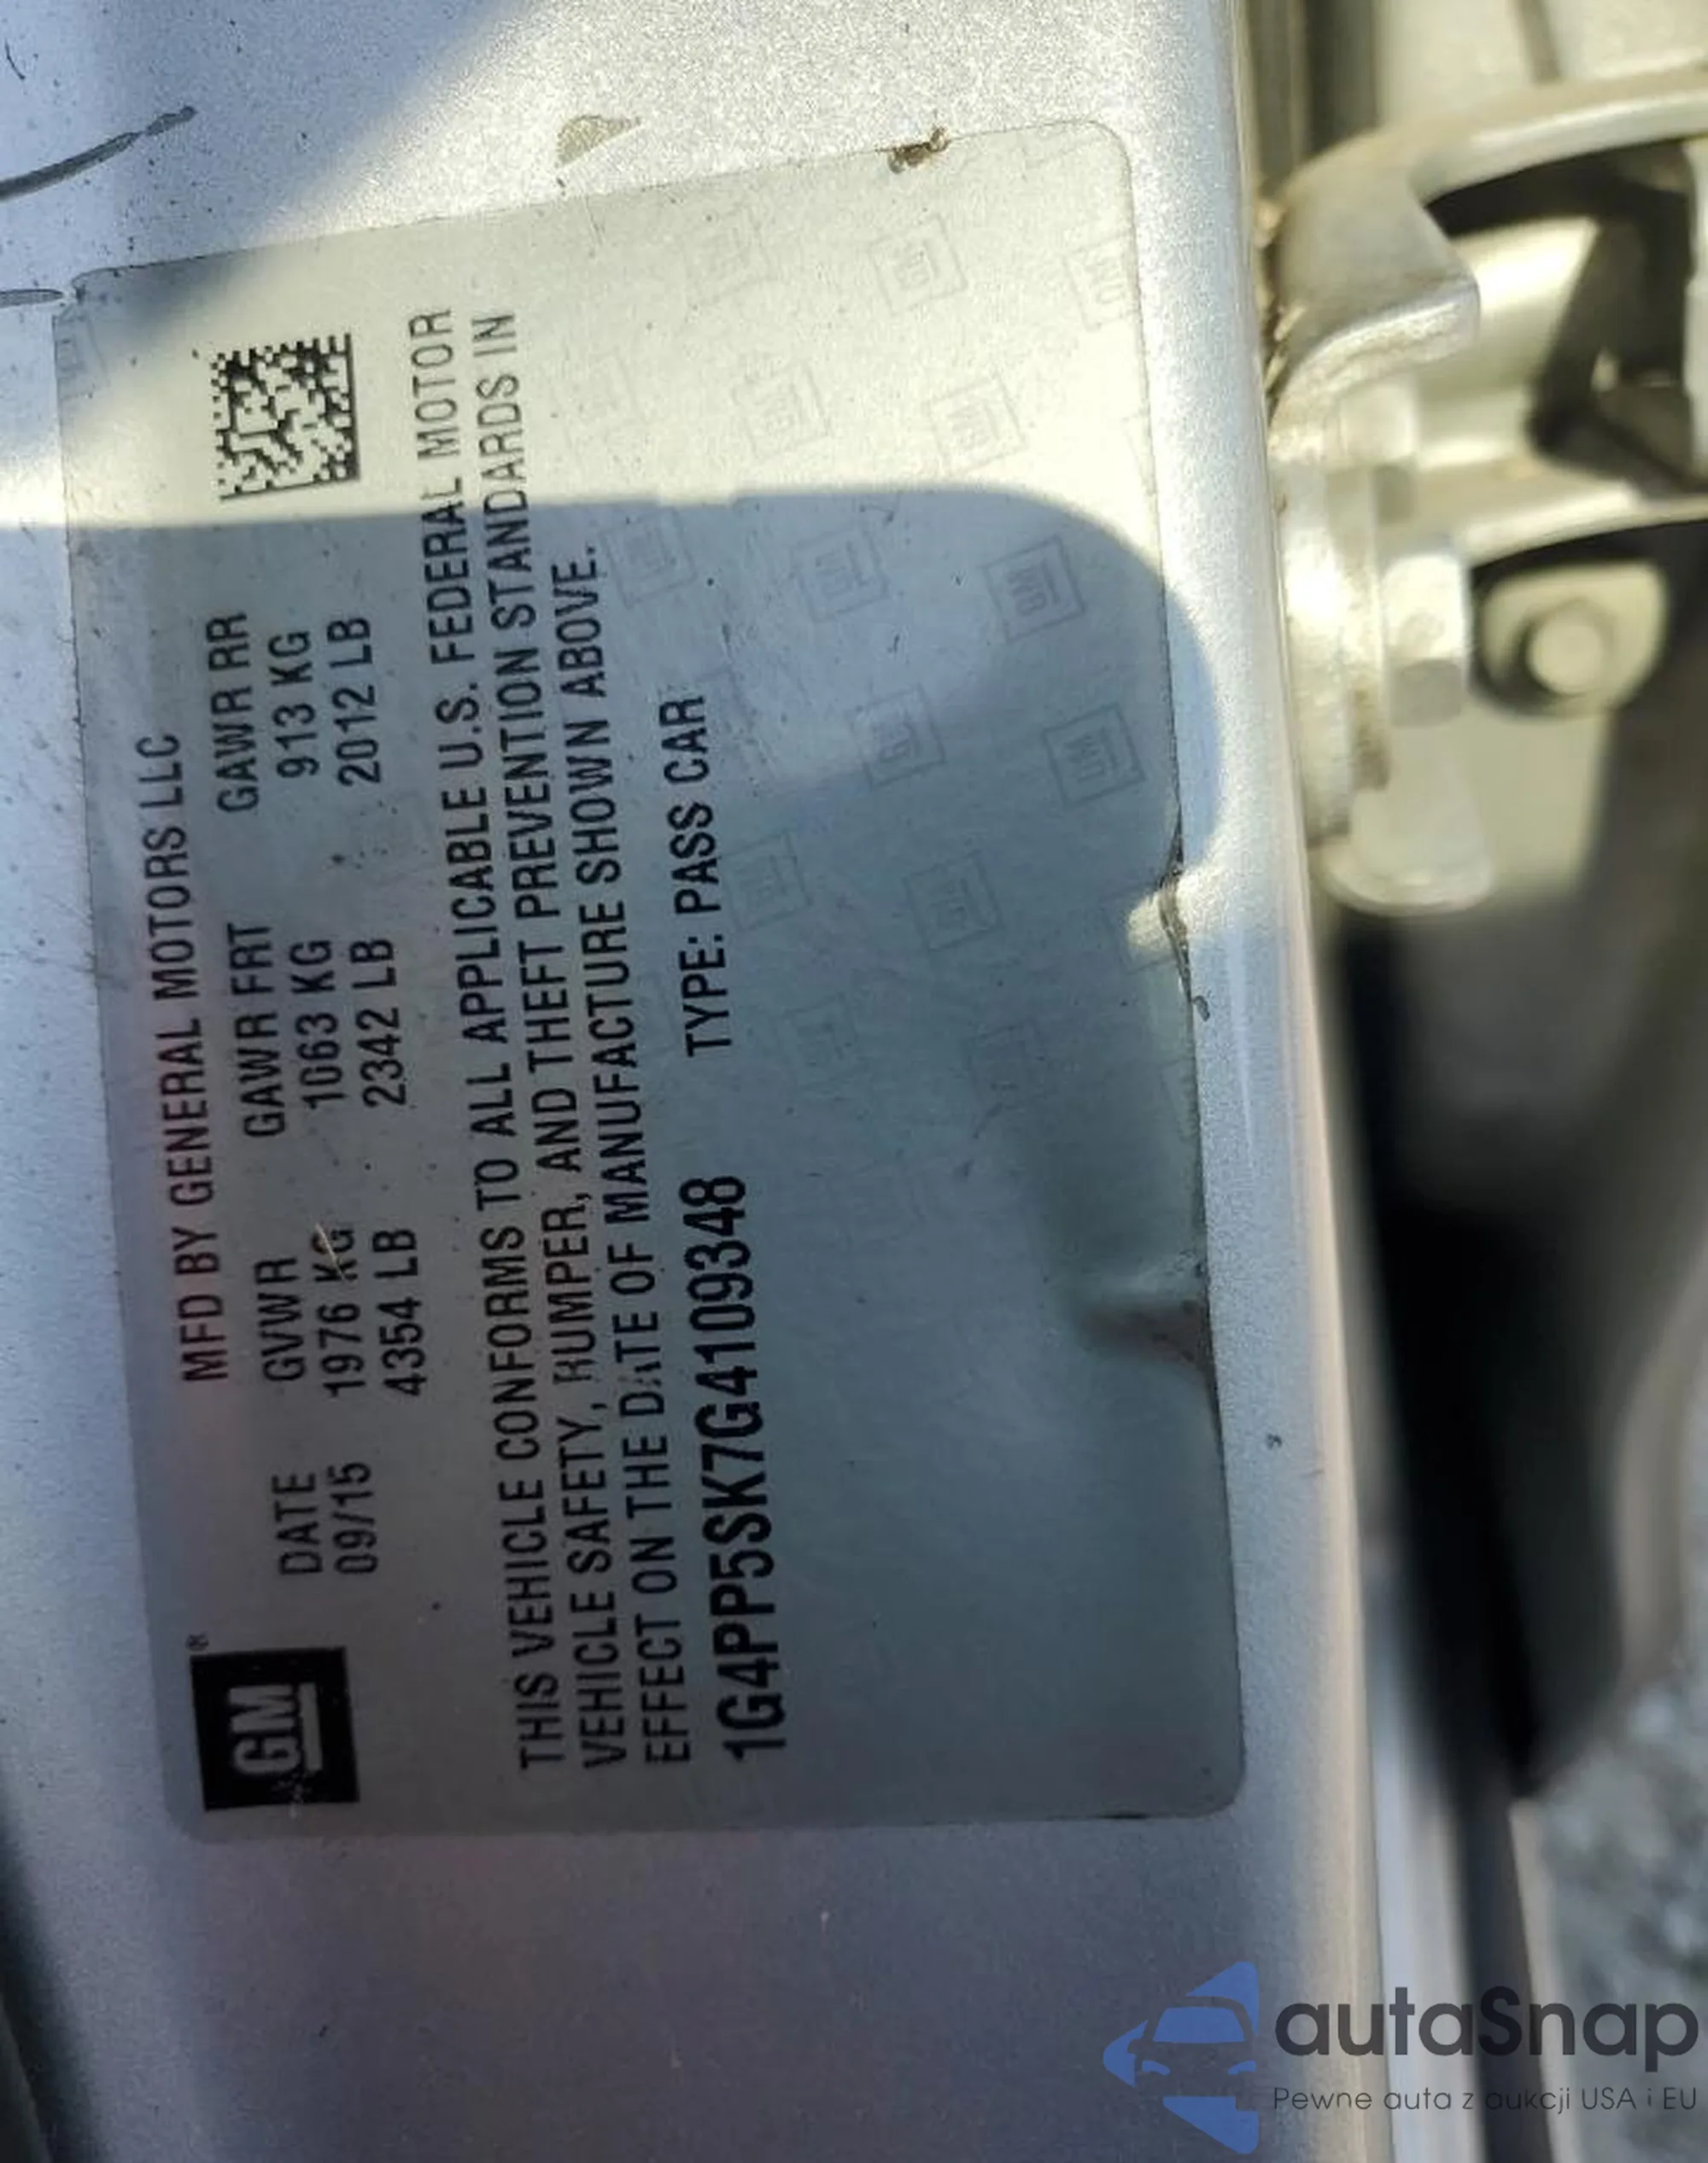 MFD BY GENERAL MOTORS LLC
DATE GVWR GAWR FRT GAWR RR
09/15 1976 KG 1063 KG 913 KG
4354 LB 2342 LB 2012 LB
GM®
THIS VEHICLE CONFORMS TO ALL APPLICABLE U.S. FEDERAL MOTOR
VEHICLE SAFETY, BUMPER, AND THEFT PREVENTION STANDARDS IN
EFFECT ON THE DATE OF MANUFACTURE SHOWN ABOVE.
1G4PP5SK7G4109348 TYPE: PASS CAR
autaSnap
Pewne auta z aukcji USA i EU